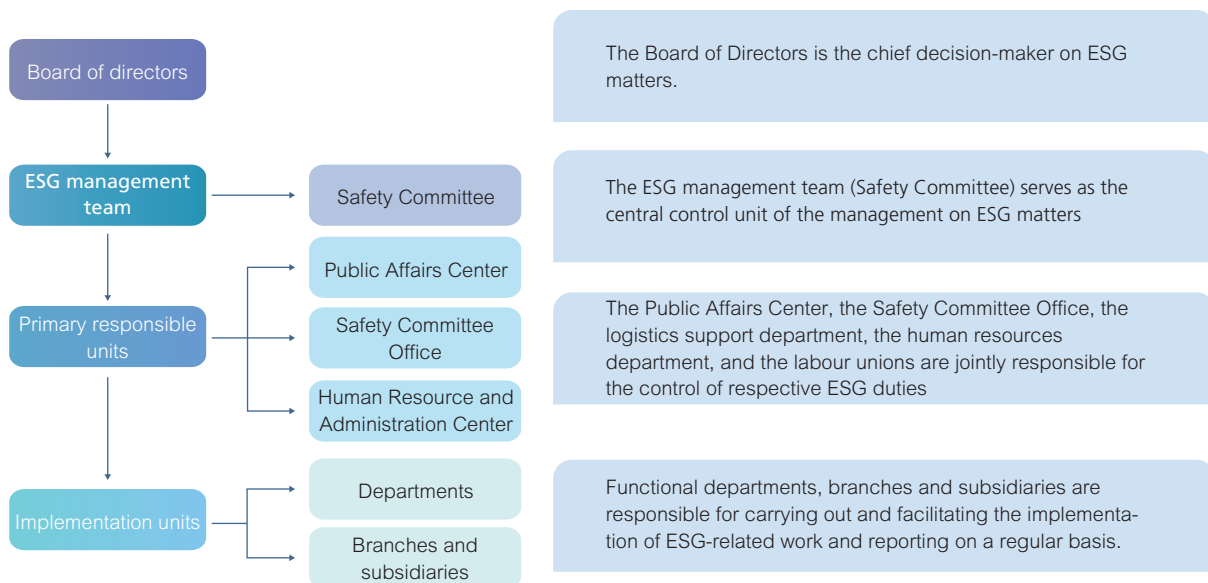 Board of directors
The Board of Directors is the chief decision-maker on ESG
matters.
ESG management
team
Safety Committee
The ESG management team (Safety Committee) serves as the
central control unit of the management on ESG matters
Primary responsible
units
Public Affairs Center
Safety Committee
Office
Human Resource and
Administration Center
The Public Affairs Center, the Safety Committee Office, the
logistics support department, the human resources
department, and the labour unions are jointly responsible for
the control of respective ESG duties
Implementation units
Departments
Branches and
subsidiaries
Functional departments, branches and subsidiaries are
responsible for carrying out and facilitating the implementa-
tion of ESG-related work and reporting on a regular basis.